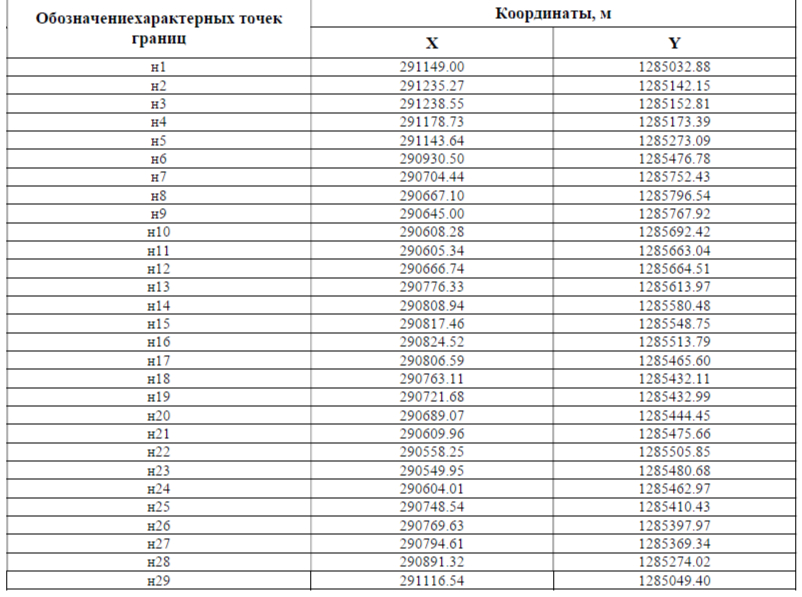 Обозначениехарактерных точек
границ
Координаты, м
X Y
н1 291149.00 1285032.88
н2 291235.27 1285142.15
н3 291238.55 1285152.81
н4 291178.73 1285173.39
н5 291143.64 1285273.09
н6 290930.50 1285476.78
н7 290704.44 1285752.43
н8 290667.10 1285796.54
н9 290645.00 1285767.92
н10 290608.28 1285692.42
н11 290605.34 1285663.04
н12 290666.74 1285664.51
н13 290776.33 1285613.97
н14 290808.94 1285580.48
н15 290817.46 1285548.75
н16 290824.52 1285513.79
н17 290806.59 1285465.60
н18 290763.11 1285432.11
н19 290721.68 1285432.99
н20 290689.07 1285444.45
н21 290609.96 1285475.66
н22 290558.25 1285505.85
н23 290549.95 1285480.68
н24 290604.01 1285462.97
н25 290748.54 1285410.43
н26 290769.63 1285397.97
н27 290794.61 1285369.34
н28 290891.32 1285274.02
н29 291116.54 1285049.40